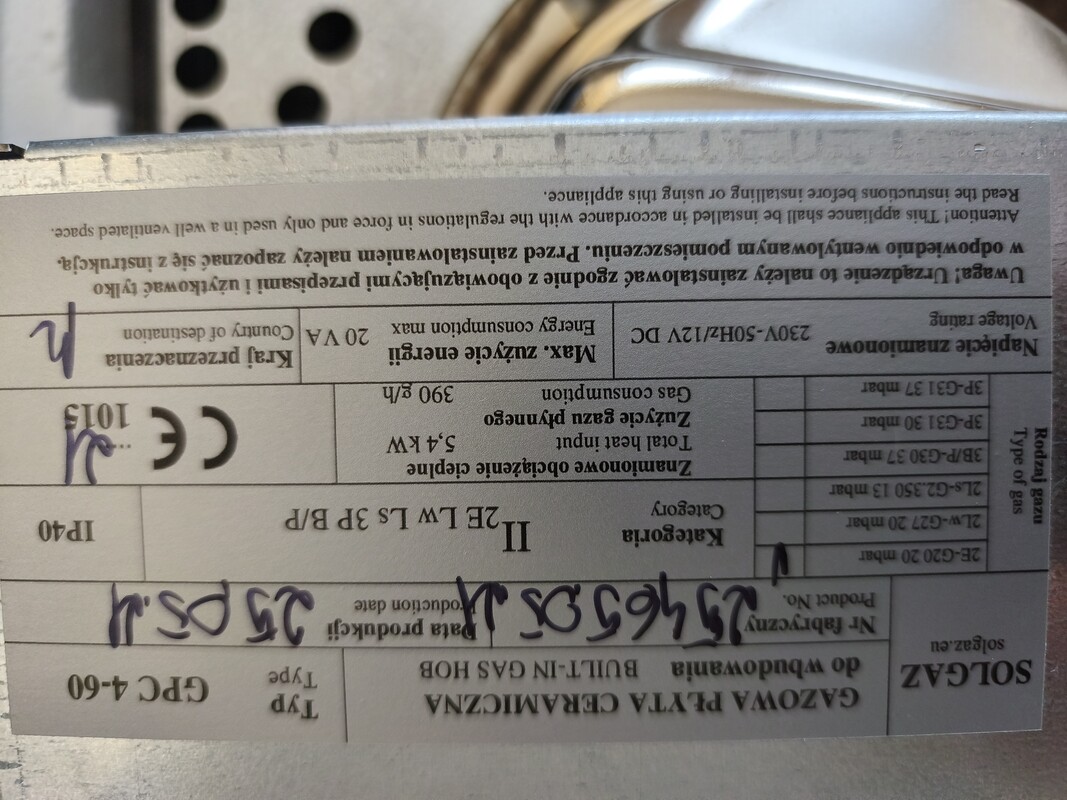 SOLGAZ
solgaz.eu
GAZOWA PŁYTA CERAMICZNA
do wbudowania BUILT-IN GAS HOB
Typ
Type
GPC 4-60
Nr fabryczny
Product No.
Data produkcji
Production date
Rodzaj gazu
Type of gas
2E-G20 20 mbar
2Lw-G27 20 mbar
2Ls-G2.350 13 mbar
3B/P-G30 37 mbar
3P-G31 30 mbar
3P-G31 37 mbar
Kategoria
Category
II 2E Lw Ls 3P B/P
IP40
Znamionowe obciążenie cieplne
Total heat input 5,4 kW
Zużycie gazu płynnego
Gas consumption 390 g/h
CE
1015
Napięcie znamionowe
Voltage rating
230V-50Hz/12V DC
Max. zużycie energii
Energy consumption max
20 VA
Kraj przeznaczenia
Country of destination
Uwaga! Urządzenie to należy zainstalować zgodnie z obowiązującymi przepisami i użytkować tylko
w odpowiednio wentylowanym pomieszczeniu. Przed zainstalowaniem należy zapoznać się z instrukcją.
Attention! This appliance shall be installed in accordance with the regulations in force and only used in a well ventilated space.
Read the instructions before installing or using this appliance.